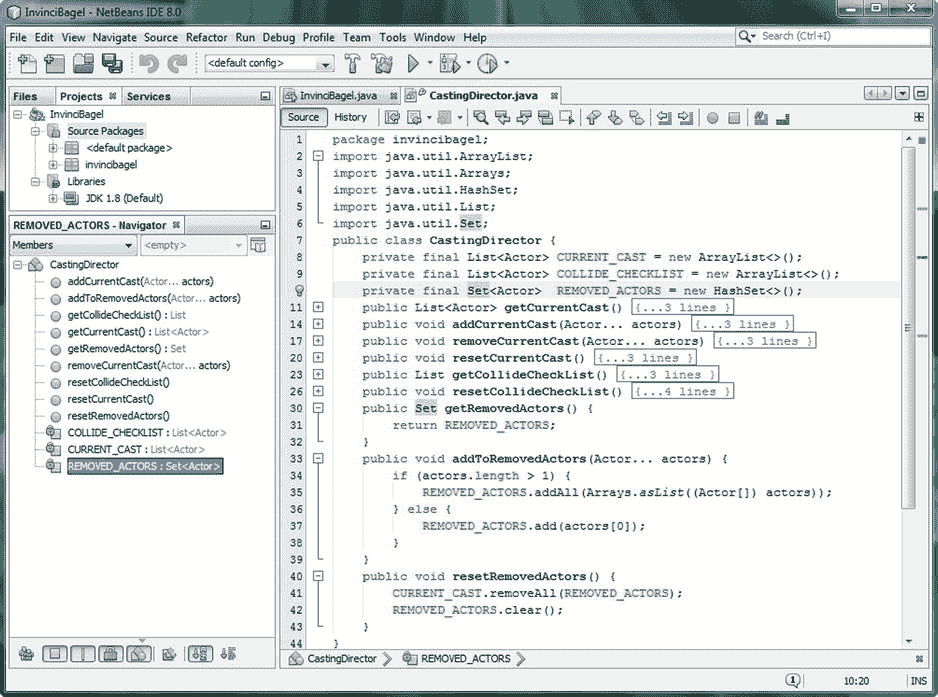 InvinciBagel - NetBeans IDE 8.0
File Edit View Navigate Source Refactor Run Debug Profile Team Tools Window Help
Search (Ctrl+I)
<default config>
Files Projects Services
InvinciBagel
Source Packages
<default package>
invincibagel
Libraries
JDK 1.8 (Default)
REMOVED_ACTORS - Navigator
Members <empty>
CastingDirector
addCurrentCast(Actor... actors)
addToRemovedActors(Actor... actors)
getCollideCheckList() : List
getCurrentCast() : List<Actor>
getRemovedActors() : Set
removeCurrentCast(Actor... actors)
resetCollideCheckList()
resetCurrentCast()
resetRemovedActors()
COLLIDE_CHECKLIST : List<Actor>
CURRENT_CAST : List<Actor>
REMOVED_ACTORS : Set<Actor>
InvinciBagel.java CastingDirector.java
Source History
1 package invincibagel;
2 import java.util.ArrayList;
3 import java.util.Arrays;
4 import java.util.HashSet;
5 import java.util.List;
6 import java.util.Set;
7 public class CastingDirector {
8 private final List<Actor> CURRENT_CAST = new ArrayList<>();
9 private final List<Actor> COLLIDE_CHECKLIST = new ArrayList<>();
private final Set<Actor> REMOVED_ACTORS = new HashSet<>();
11 public List<Actor> getCurrentCast() {...3 lines }
14 public void addCurrentCast(Actor... actors) {...3 lines }
17 public void removeCurrentCast(Actor... actors) {...3 lines }
20 public void resetCurrentCast() {...3 lines }
23 public List getCollideCheckList() {...3 lines }
26 public void resetCollideCheckList() {...4 lines }
30 public Set getRemovedActors() {
31 return REMOVED_ACTORS;
32 }
33 public void addToRemovedActors(Actor... actors) {
34 if (actors.length > 1) {
35 REMOVED_ACTORS.addAll(Arrays.asList((Actor[]) actors));
36 } else {
37 REMOVED_ACTORS.add(actors[0]);
38 }
39 }
40 public void resetRemovedActors() {
41 CURRENT_CAST.removeAll(REMOVED_ACTORS);
42 REMOVED_ACTORS.clear();
43 }
44 }
CastingDirector REMOVED_ACTORS
1 10:20 INS